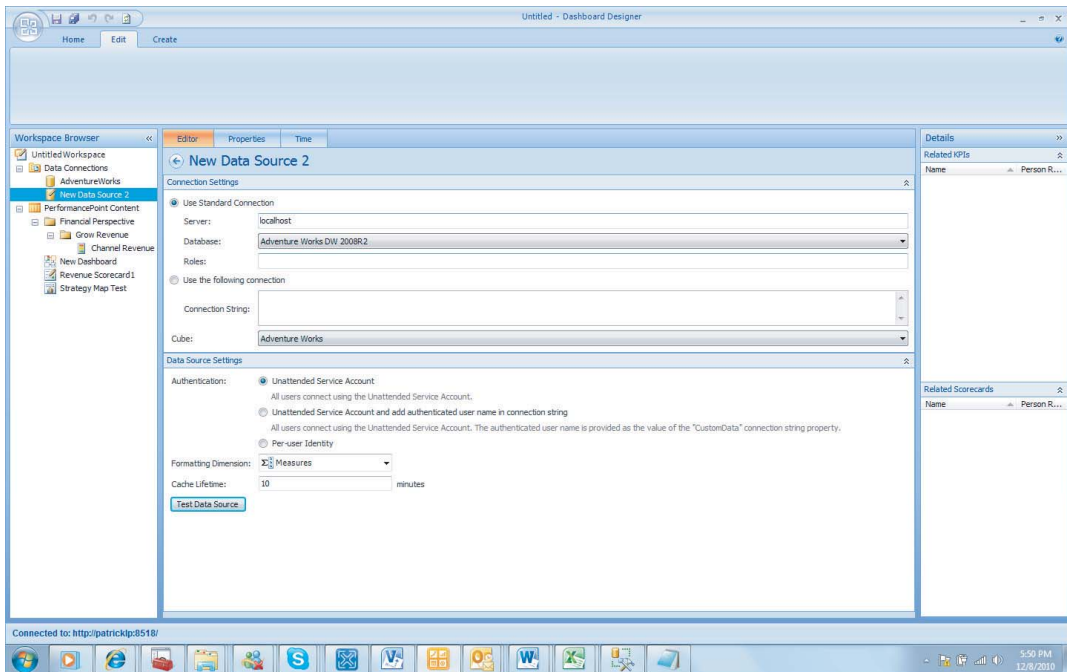 Untitled - Dashboard Designer
Home Edit Create
Workspace Browser
Untitled Workspace
Data Connections
AdventureWorks
New Data Source 2
PerformancePoint Content
Financial Perspective
Grow Revenue
Channel Revenue
New Dashboard
Revenue Scorecard1
Strategy Map Test
Editor Properties Time
New Data Source 2
Connection Settings
Use Standard Connection
Server: localhost
Database: Adventure Works DW 2008R2
Roles:
Use the following connection
Connection String:
Cube: Adventure Works
Data Source Settings
Authentication: Unattended Service Account
All users connect using the Unattended Service Account.
Unattended Service Account and add authenticated user name in connection string
All users connect using the Unattended Service Account. The authenticated user name is provided as the value of the "CustomData" connection string property.
Per-user Identity
Formatting Dimension: Measures
Cache Lifetime: 10 minutes
Test Data Source
Details
Related KPIs
Name Person R...
Related Scorecards
Name Person R...
Connected to: http://patricklp:8518/
5:50 PM
12/8/2010